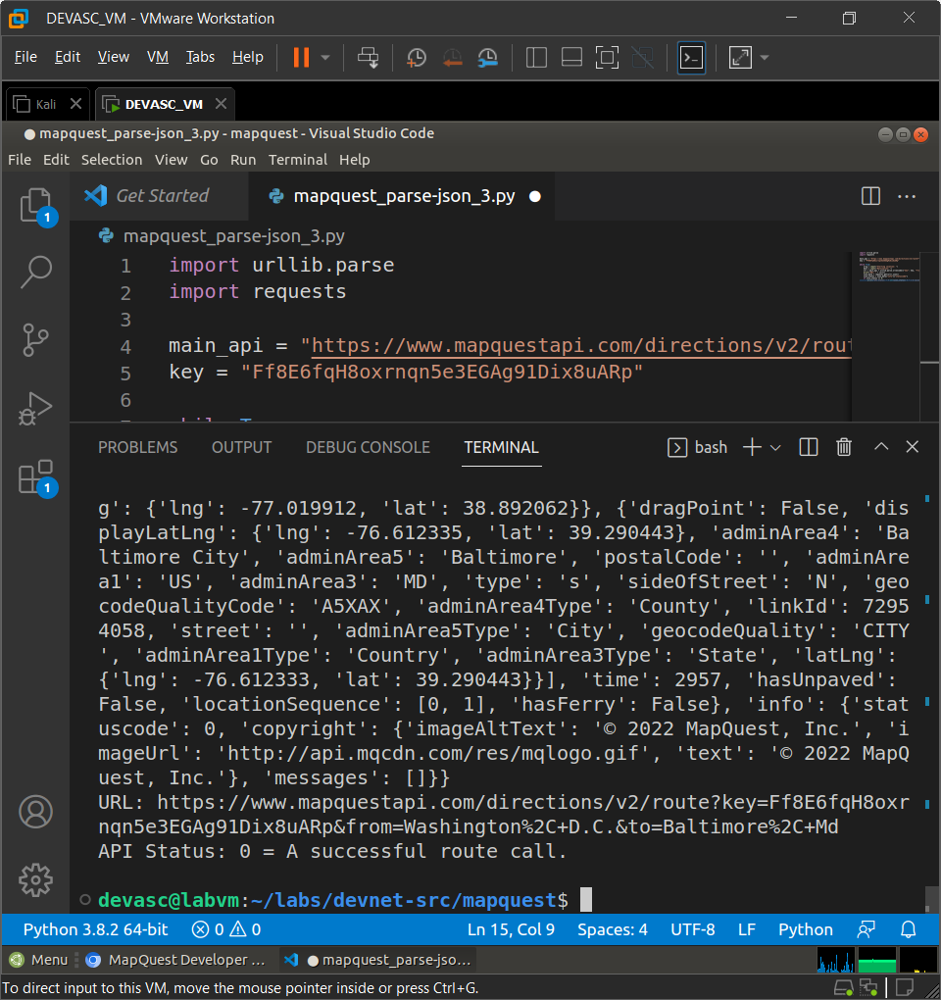 DEVASC_VM - VMware Workstation
File Edit View VM Tabs Help
Kali DEVASC_VM
mapquest_parse-json_3.py - mapquest - Visual Studio Code
File Edit Selection View Go Run Terminal Help
1 Get Started mapquest_parse-json_3.py
mapquest_parse-json_3.py
1 import urllib.parse
2 import requests
3
4 main_api = "https://www.mapquestapi.com/directions/v2/rout
5 key = "Ff8E6fqH8oxrnqn5e3EGAg91Dix8uARp"
6
PROBLEMS OUTPUT DEBUG CONSOLE TERMINAL bash
1
g': {'lng': -77.019912, 'lat': 38.892062}}, {'dragPoint': False, 'dis
playLatLng': {'lng': -76.612335, 'lat': 39.290443}, 'adminArea4': 'Ba
ltimore City', 'adminArea5': 'Baltimore', 'postalCode': '', 'adminAre
a1': 'US', 'adminArea3': 'MD', 'type': 's', 'sideOfStreet': 'N', 'geo
codeQualityCode': 'A5XAX', 'adminArea4Type': 'County', 'linkId': 7295
4058, 'street': '', 'adminArea5Type': 'City', 'geocodeQuality': 'CITY
', 'adminArea1Type': 'Country', 'adminArea3Type': 'State', 'latLng':
{'lng': -76.612333, 'lat': 39.290443}}], 'time': 2957, 'hasUnpaved':
False, 'locationSequence': [0, 1], 'hasFerry': False}, 'info': {'stat
uscode': 0, 'copyright': {'imageAltText': '© 2022 MapQuest, Inc.', 'i
mageUrl': 'http://api.mqcdn.com/res/mqlogo.gif', 'text': '© 2022 MapQ
uest, Inc.'}, 'messages': []}}
URL: https://www.mapquestapi.com/directions/v2/route?key=Ff8E6fqH8oxr
nqn5e3EGAg91Dix8uARp&from=Washington%2C+D.C.&to=Baltimore%2C+Md
API Status: 0 = A successful route call.
devasc@labvm:~/labs/devnet-src/mapquest$
Python 3.8.2 64-bit 0 0 Ln 15, Col 9 Spaces: 4 UTF-8 LF Python
Menu MapQuest Developer ... mapquest_parse-jso...
To direct input to this VM, move the mouse pointer inside or press Ctrl+G.